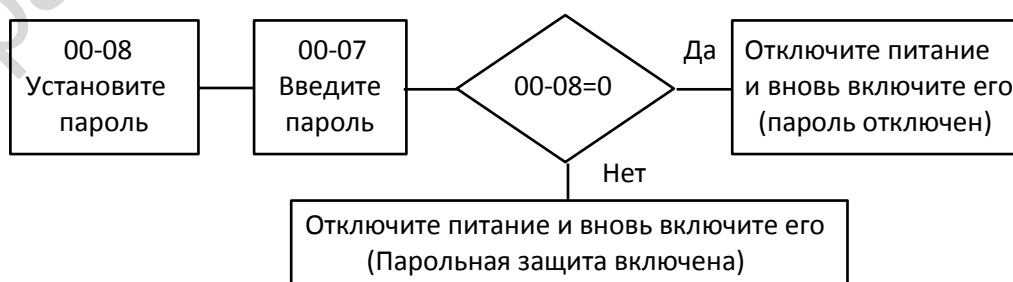 00-08
Установите
пароль
00-07
Введите
пароль
00-08=0
Да
Отключите питание
и вновь включите его
(пароль отключен)
Нет
Отключите питание и вновь включите его
(Парольная защита включена)